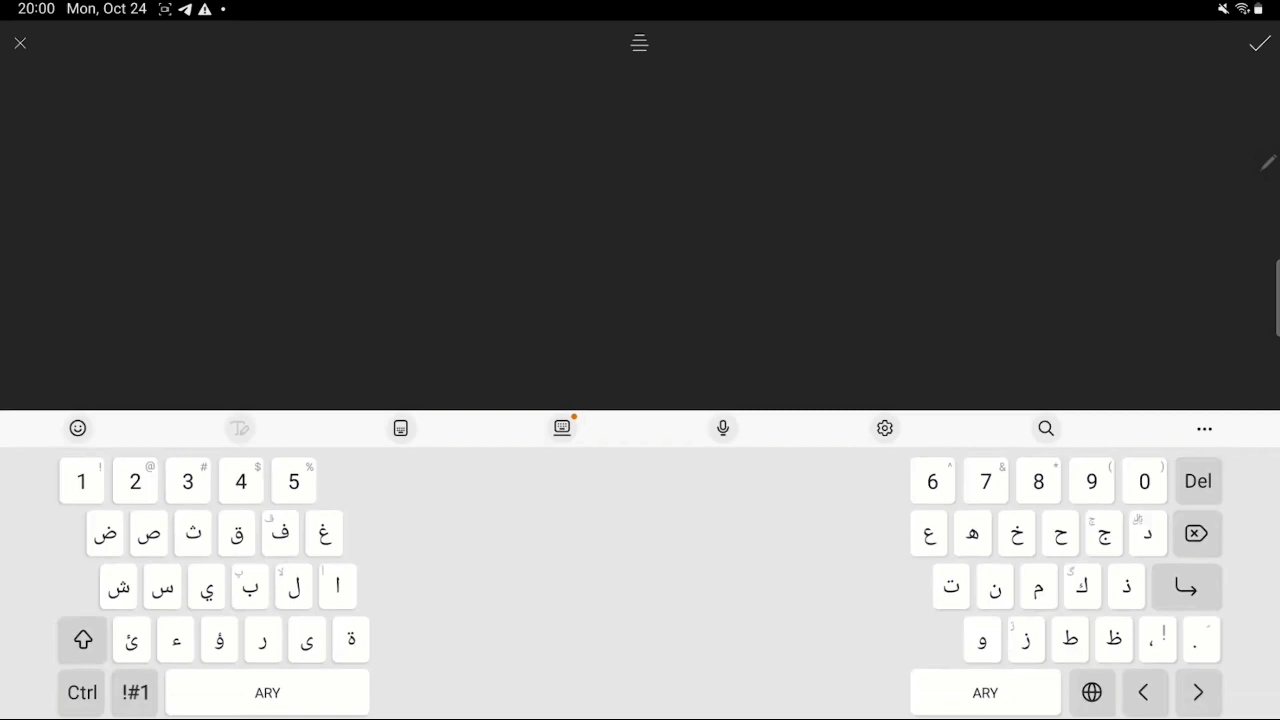 20:00 Mon, Oct 24
1 ! 2 @ 3 # 4 $ 5 % 6 ^ 7 & 8 * 9 ( 0 ) Del
ض ص ث ق ف ڤ غ ع ه خ ح ج چ د
ش س ي ب پ ل لا ا أ ت ن م ك گ ذ
ئ ء ؤ ر ى ة و ز ژ ط ظ ، ! .
Ctrl !#1 ARY ARY < >